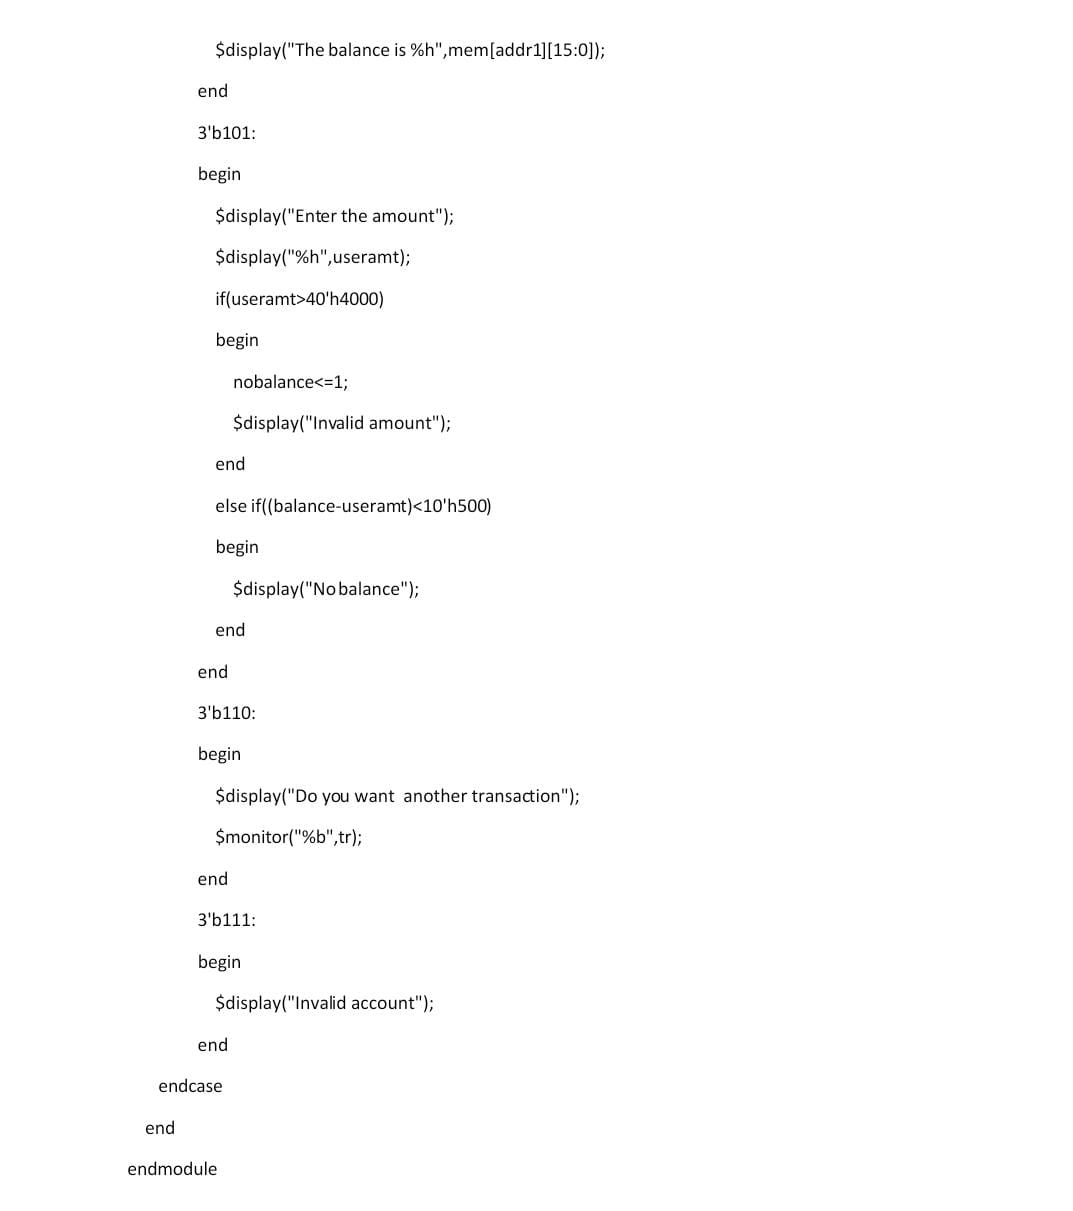 $display("The balance is %h",mem[addr1][15:0]);
end
3'b101:
begin
$display("Enter the amount");
$display("%h",useramt);
if(useramt>40'h4000)
begin
nobalance<=1;
$display("Invalid amount");
end
else if((balance-useramt)<10'h500)
begin
$display("No balance");
end
end
3'b110:
begin
$display("Do you want  another transaction");
$monitor("%b",tr);
end
3'b111:
begin
$display("Invalid account");
end
endcase
end
endmodule